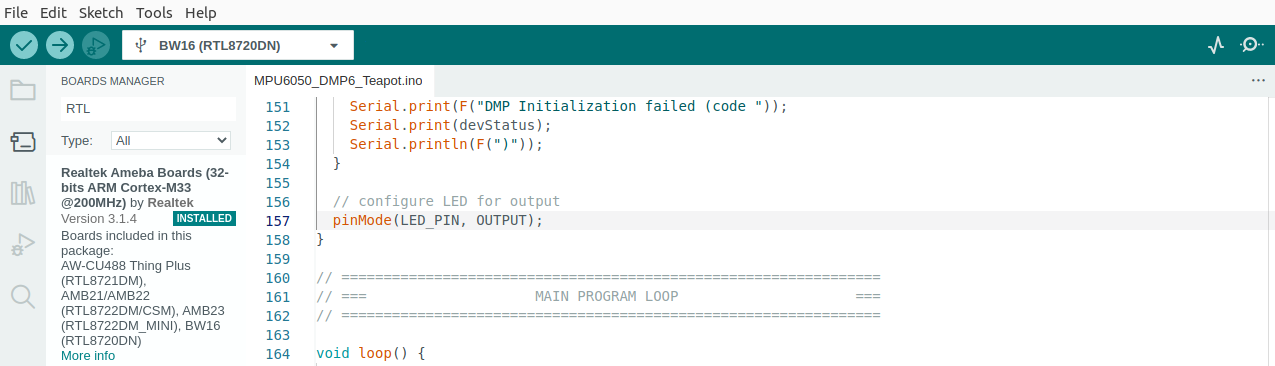 File Edit Sketch Tools Help
BW16 (RTL8720DN)
BOARDS MANAGER
RTL
Type: All
Realtek Ameba Boards (32-
bits ARM Cortex-M33
@200MHz) by Realtek
Version 3.1.4 INSTALLED
Boards included in this
package:
AW-CU488 Thing Plus
(RTL8721DM),
AMB21/AMB22
(RTL8722DM/CSM), AMB23
(RTL8722DM_MINI), BW16
(RTL8720DN)
More info
MPU6050_DMP6_Teapot.ino
151 Serial.print(F("DMP Initialization failed (code "));
152 Serial.print(devStatus);
153 Serial.println(F(")"));
154 }
155
156 // configure LED for output
157 pinMode(LED_PIN, OUTPUT);
158 }
159
160 // ================================================================
161 // ===                    MAIN PROGRAM LOOP                     ===
162 // ================================================================
163
164 void loop() {